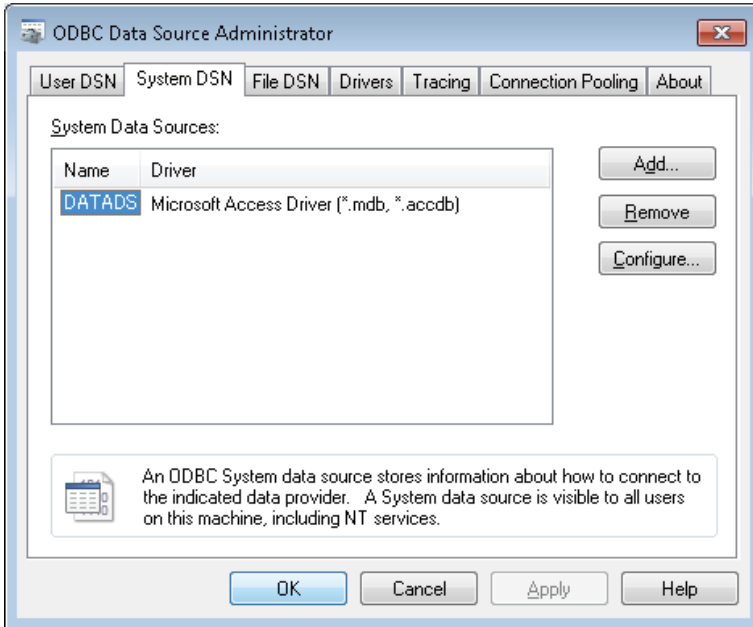 ODBC Data Source Administrator
User DSN System DSN File DSN Drivers Tracing Connection Pooling About
System Data Sources:
Name Driver
DATADS Microsoft Access Driver (*.mdb, *.accdb)
Add...
Remove
Configure...
An ODBC System data source stores information about how to connect to
the indicated data provider. A System data source is visible to all users
on this machine, including NT services.
OK Cancel Apply Help